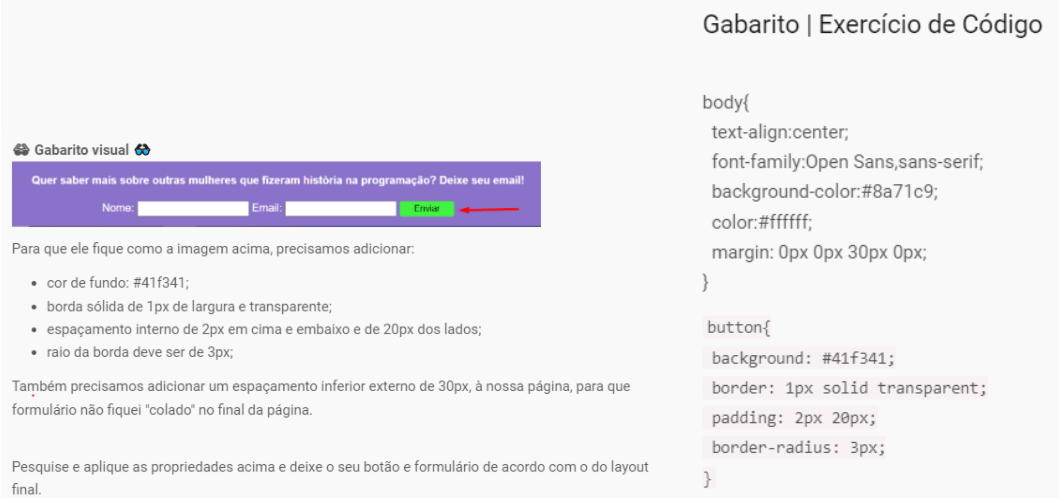 Gabarito visual
Quer saber mais sobre outras mulheres que fizeram história na programação? Deixe seu email!
Nome: Email: Enviar
Para que ele fique como a imagem acima, precisamos adicionar:
• cor de fundo: #41f341;
• borda sólida de 1px de largura e transparente;
• espaçamento interno de 2px em cima e embaixo e de 20px dos lados;
• raio da borda deve ser de 3px;
Também precisamos adicionar um espaçamento inferior externo de 30px, à nossa página, para que
formulário não fiquei "colado" no final da página.
Pesquise e aplique as propriedades acima e deixe o seu botão e formulário de acordo com o do layout
final.
Gabarito | Exercício de Código
body{
text-align:center;
font-family:Open Sans,sans-serif;
background-color:#8a71c9;
color:#ffffff;
margin: 0px 0px 30px 0px;
}
button{
background: #41f341;
border: 1px solid transparent;
padding: 2px 20px;
border-radius: 3px;
}